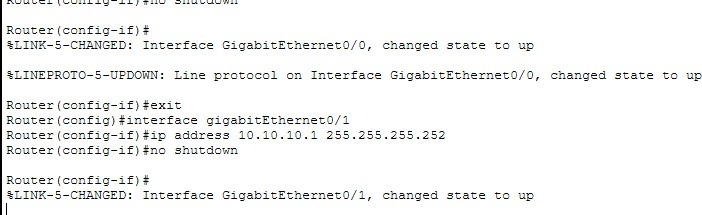 Router(config-if)#no shutdown
Router(config-if)#
%LINK-5-CHANGED: Interface GigabitEthernet0/0, changed state to up
%LINEPROTO-5-UPDOWN: Line protocol on Interface GigabitEthernet0/0, changed state to up
Router(config-if)#exit
Router(config)#interface gigabitEthernet0/1
Router(config-if)#ip address 10.10.10.1 255.255.255.252
Router(config-if)#no shutdown
Router(config-if)#
%LINK-5-CHANGED: Interface GigabitEthernet0/1, changed state to up